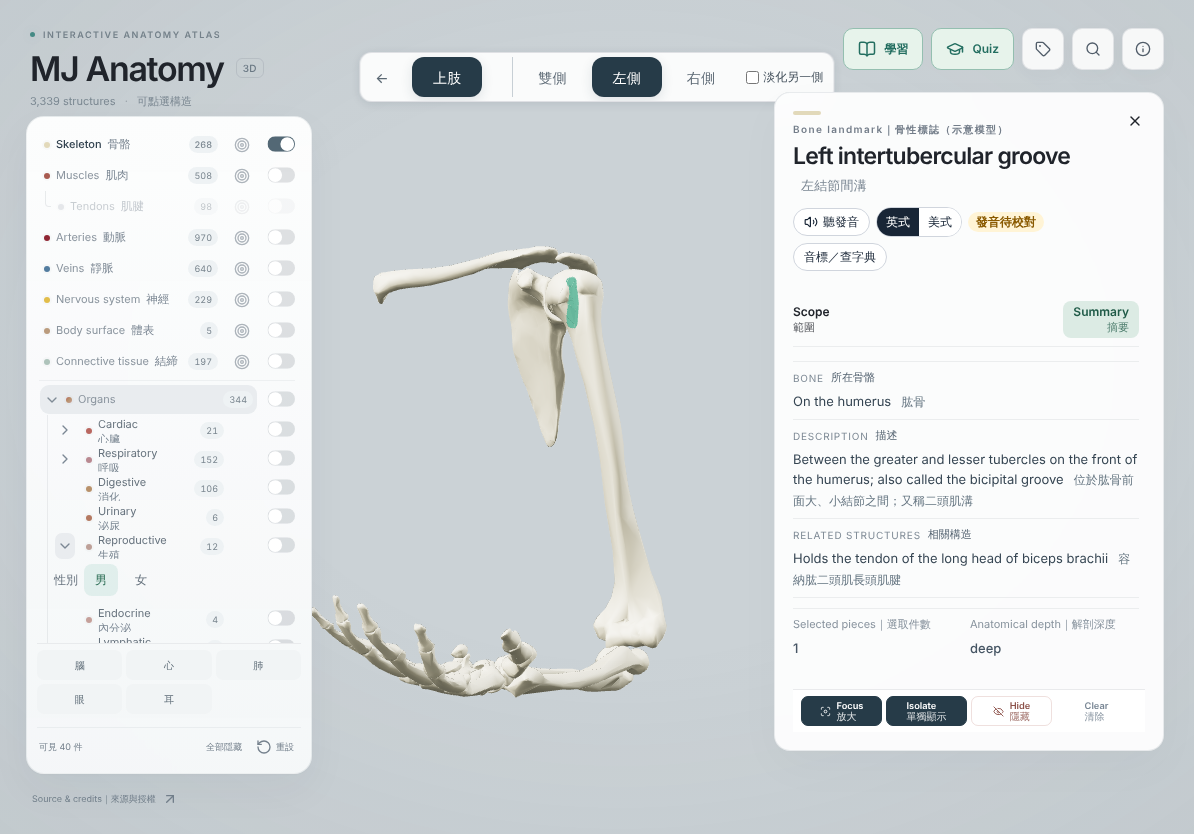 INTERACTIVE ANATOMY ATLAS
MJ Anatomy 3D
3,339 structures · 可點選構造
上肢 雙側 左側 右側 淡化另一側
學習 Quiz
Skeleton 骨骼 268
Muscles 肌肉 508
Tendons 肌腱 98
Arteries 動脈 970
Veins 靜脈 640
Nervous system 神經 229
Body surface 體表 5
Connective tissue 結締 197
Organs 344
Cardiac 21
心臟
Respiratory 152
呼吸
Digestive 106
消化
Urinary 6
泌尿
Reproductive 12
生殖
性別 男 女
Endocrine 4
內分泌
Lymphatic
腦 心 肺
眼 耳
可見 40 件 全部隱藏 重設
Source & credits｜來源與授權
Bone landmark｜骨性標誌（示意模型）
Left intertubercular groove
左結節間溝
聽發音 英式 美式 發音待校對
音標／查字典
Scope
範圍
Summary
摘要
BONE 所在骨骼
On the humerus 肱骨
DESCRIPTION 描述
Between the greater and lesser tubercles on the front of
the humerus; also called the bicipital groove 位於肱骨前
面大、小結節之間；又稱二頭肌溝
RELATED STRUCTURES 相關構造
Holds the tendon of the long head of biceps brachii 容
納肱二頭肌長頭肌腱
Selected pieces｜選取件數 Anatomical depth｜解剖深度
1 deep
Focus
放大
Isolate
單獨顯示
Hide
隱藏
Clear
清除